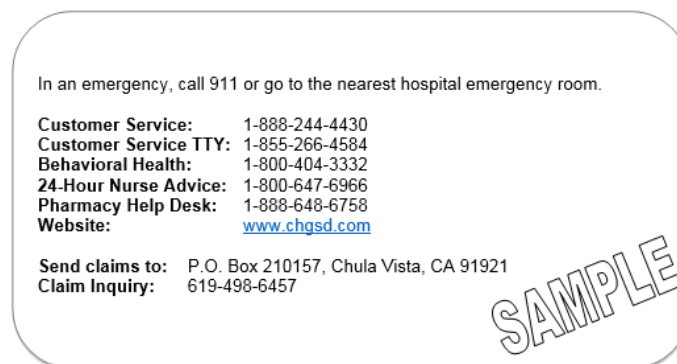 In an emergency, call 911 or go to the nearest hospital emergency room.
Customer Service: 1-888-244-4430
Customer Service TTY: 1-855-266-4584
Behavioral Health: 1-800-404-3332
24-Hour Nurse Advice: 1-800-647-6966
Pharmacy Help Desk: 1-888-648-6758
Website: www.chgsd.com
Send claims to: P.O. Box 210157, Chula Vista, CA 91921
Claim Inquiry: 619-498-6457
SAMPLE